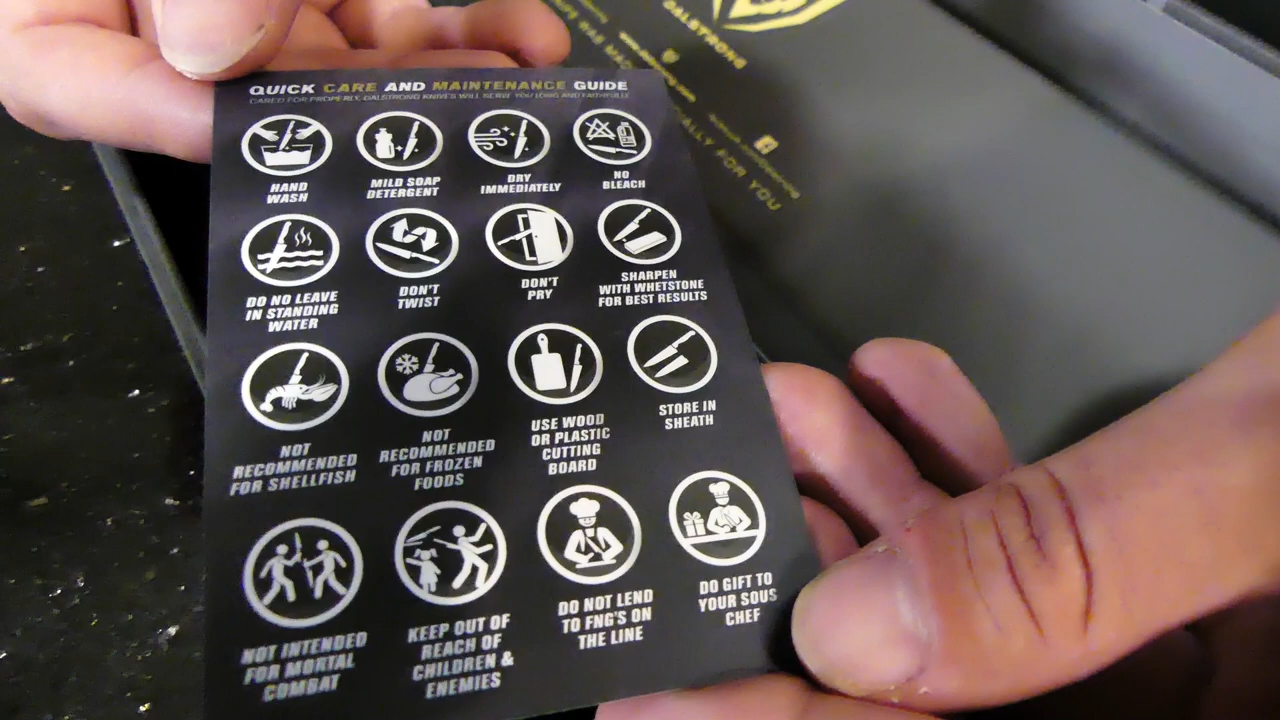 QUICK CARE AND MAINTENANCE GUIDE
CARED FOR PROPERLY, DALSTRONG KNIVES WILL SERVE YOU LONG AND FAITHFULLY
HAND
WASH
MILD SOAP
DETERGENT
DRY
IMMEDIATELY
NO
BLEACH
DO NO LEAVE
IN STANDING
WATER
DON'T
TWIST
DON'T
PRY
SHARPEN
WITH WHETSTONE
FOR BEST RESULTS
NOT
RECOMMENDED
FOR SHELLFISH
NOT
RECOMMENDED
FOR FROZEN
FOODS
USE WOOD
OR PLASTIC
CUTTING
BOARD
STORE IN
SHEATH
NOT INTENDED
FOR MORTAL
COMBAT
KEEP OUT OF
REACH OF
CHILDREN &
ENEMIES
DO NOT LEND
TO FNG'S ON
THE LINE
DO GIFT TO
YOUR SOUS
CHEF
DALSTRONG
FOR YOU